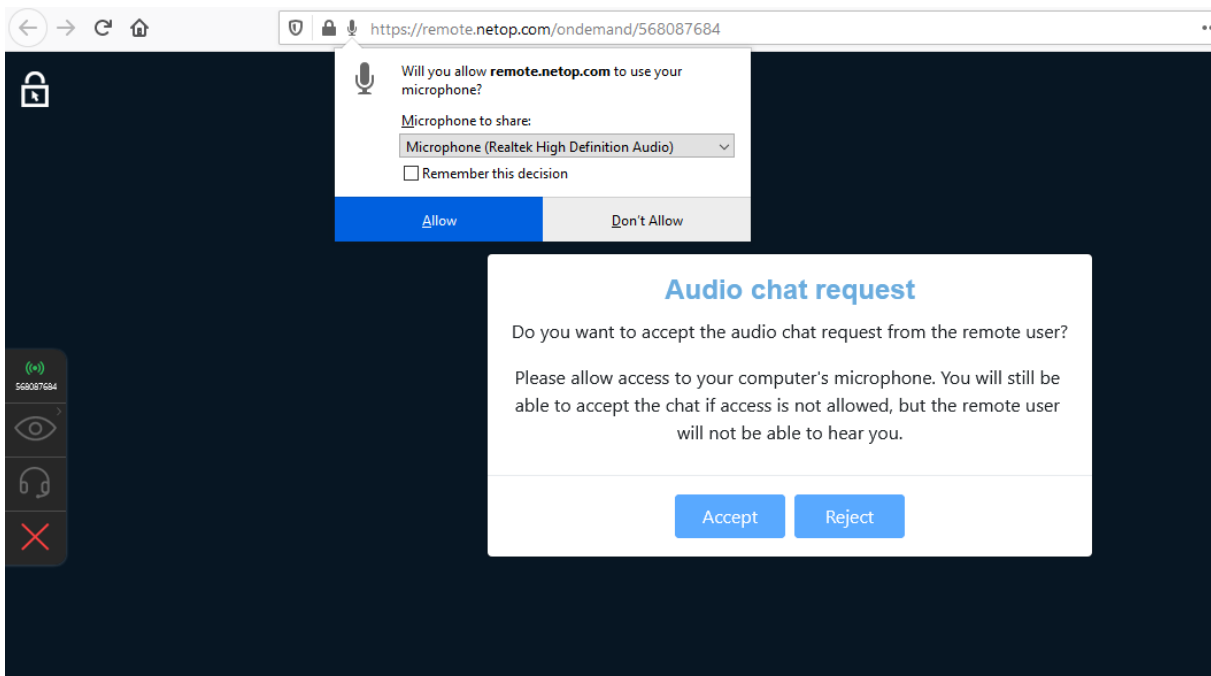 https://remote.netop.com/ondemand/568087684
Will you allow remote.netop.com to use your
microphone?
Microphone to share:
Microphone (Realtek High Definition Audio)
Remember this decision
Allow
Don't Allow
Audio chat request
Do you want to accept the audio chat request from the remote user?
Please allow access to your computer's microphone. You will still be
able to accept the chat if access is not allowed, but the remote user
will not be able to hear you.
Accept
Reject
568087684